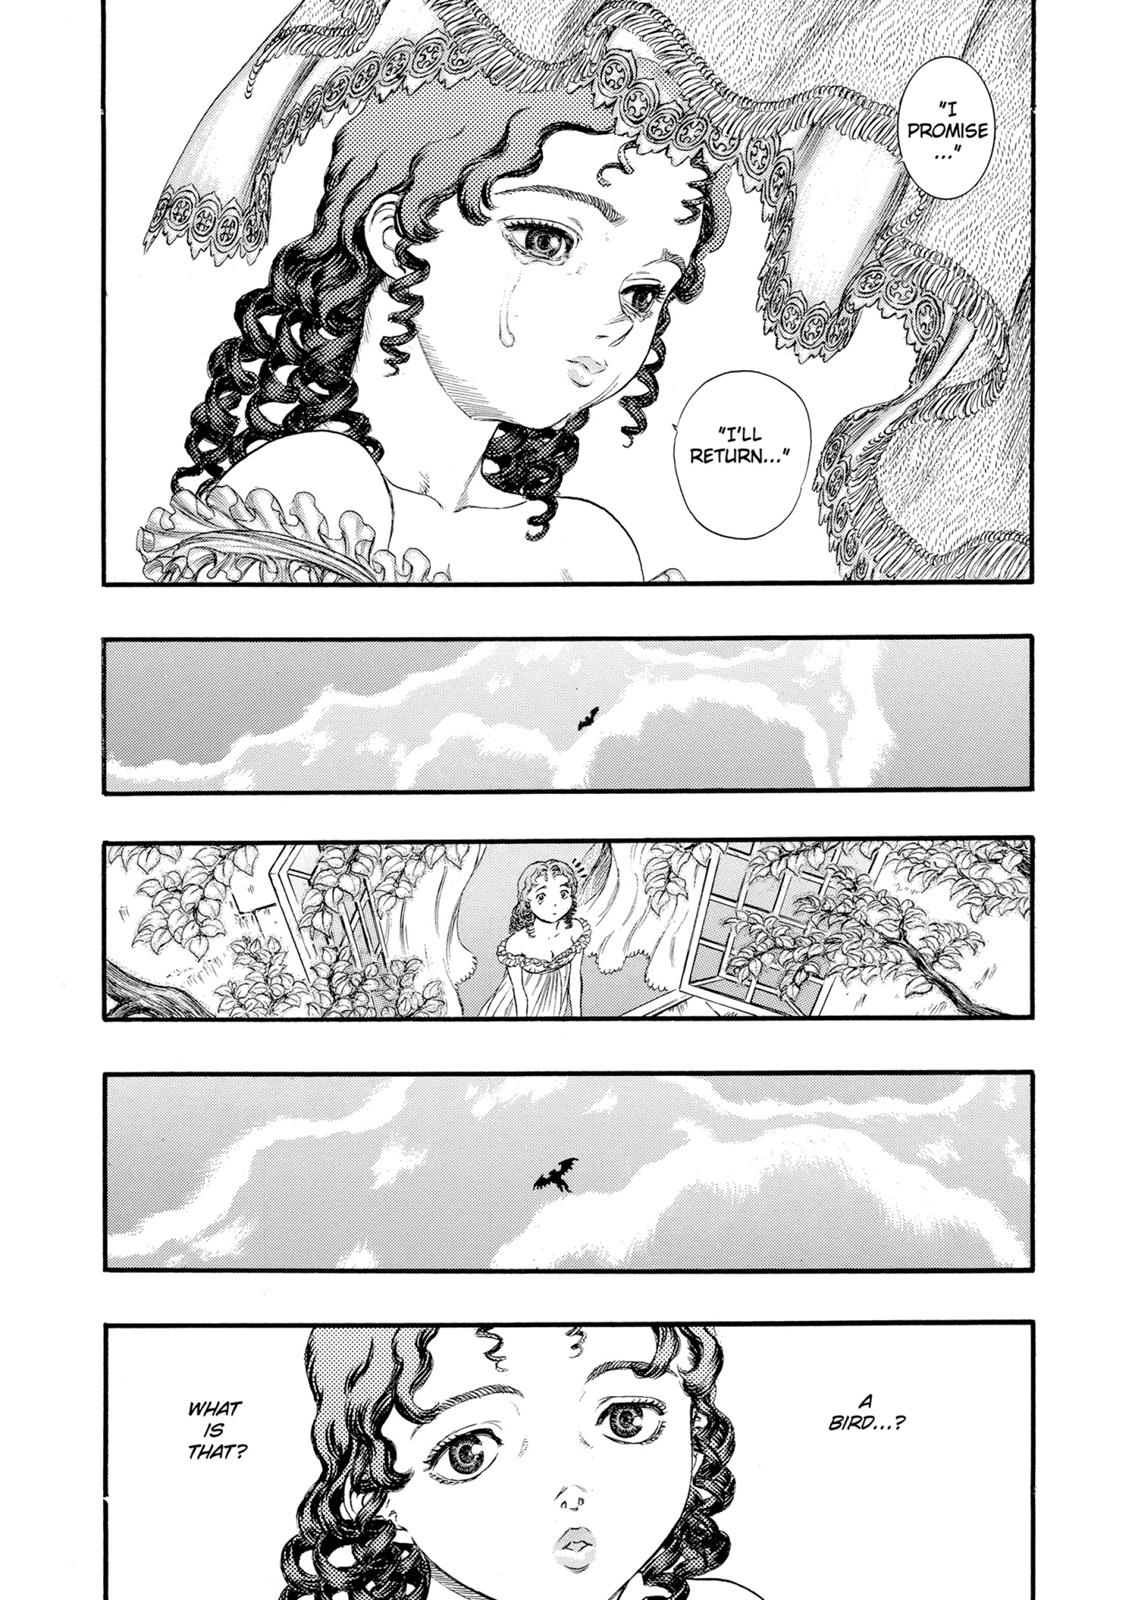 "I
PROMISE
..."
"I'LL
RETURN..."
A
BIRD...?
WHAT
IS
THAT?